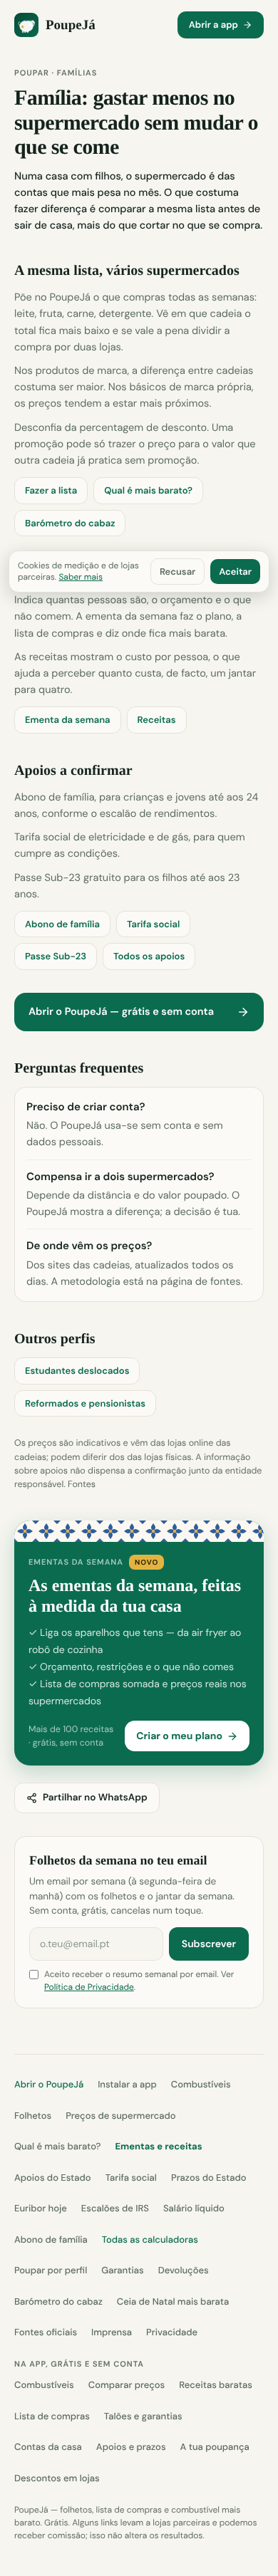 PoupeJá
Abrir a app →
POUPAR · FAMÍLIAS
Família: gastar menos no
supermercado sem mudar o
que se come
Numa casa com filhos, o supermercado é das
contas que mais pesa no mês. O que costuma
fazer diferença é comparar a mesma lista antes de
sair de casa, mais do que cortar no que se compra.
A mesma lista, vários supermercados
Põe no PoupeJá o que compras todas as semanas:
leite, fruta, carne, detergente. Vê em que cadeia o
total fica mais baixo e se vale a pena dividir a
compra por duas lojas.
Nos produtos de marca, a diferença entre cadeias
costuma ser maior. Nos básicos de marca própria,
os preços tendem a estar mais próximos.
Desconfia da percentagem de desconto. Uma
promoção pode só trazer o preço para o valor que
outra cadeia já pratica sem promoção.
Fazer a lista
Qual é mais barato?
Barómetro do cabaz
Cookies de medição e de lojas
parceiras. Saber mais
Recusar
Aceitar
Indica quantas pessoas são, o orçamento e o que
não comem. A ementa da semana faz o plano, a
lista de compras e diz onde fica mais barata.
As receitas mostram o custo por pessoa, o que
ajuda a perceber quanto custa, de facto, um jantar
para quatro.
Ementa da semana
Receitas
Apoios a confirmar
Abono de família, para crianças e jovens até aos 24
anos, conforme o escalão de rendimentos.
Tarifa social de eletricidade e de gás, para quem
cumpre as condições.
Passe Sub-23 gratuito para os filhos até aos 23
anos.
Abono de família
Tarifa social
Passe Sub-23
Todos os apoios
Abrir o PoupeJá — grátis e sem conta →
Perguntas frequentes
Preciso de criar conta?
Não. O PoupeJá usa-se sem conta e sem
dados pessoais.
Compensa ir a dois supermercados?
Depende da distância e do valor poupado. O
PoupeJá mostra a diferença; a decisão é tua.
De onde vêm os preços?
Dos sites das cadeias, atualizados todos os
dias. A metodologia está na página de fontes.
Outros perfis
Estudantes deslocados
Reformados e pensionistas
Os preços são indicativos e vêm das lojas online das
cadeias; podem diferir dos das lojas físicas. A informação
sobre apoios não dispensa a confirmação junto da entidade
responsável. Fontes
EMENTAS DA SEMANA NOVO
As ementas da semana, feitas
à medida da tua casa
✓ Liga os aparelhos que tens — da air fryer ao
robô de cozinha
✓ Orçamento, restrições e o que não comes
✓ Lista de compras somada e preços reais nos
supermercados
Mais de 100 receitas
· grátis, sem conta
Criar o meu plano →
Partilhar no WhatsApp
Folhetos da semana no teu email
Um email por semana (à segunda-feira de
manhã) com os folhetos e o jantar da semana.
Sem conta, grátis, cancelas num toque.
o.teu@email.pt
Subscrever
Aceito receber o resumo semanal por email. Ver
Política de Privacidade.
Abrir o PoupeJá Instalar a app Combustíveis
Folhetos Preços de supermercado
Qual é mais barato? Ementas e receitas
Apoios do Estado Tarifa social Prazos do Estado
Euribor hoje Escalões de IRS Salário líquido
Abono de família Todas as calculadoras
Poupar por perfil Garantias Devoluções
Barómetro do cabaz Ceia de Natal mais barata
Fontes oficiais Imprensa Privacidade
NA APP, GRÁTIS E SEM CONTA
Combustíveis Comparar preços Receitas baratas
Lista de compras Talões e garantias
Contas da casa Apoios e prazos A tua poupança
Descontos em lojas
PoupeJá — folhetos, lista de compras e combustível mais
barato. Grátis. Alguns links levam a lojas parceiras e podemos
receber comissão; isso não altera os resultados.